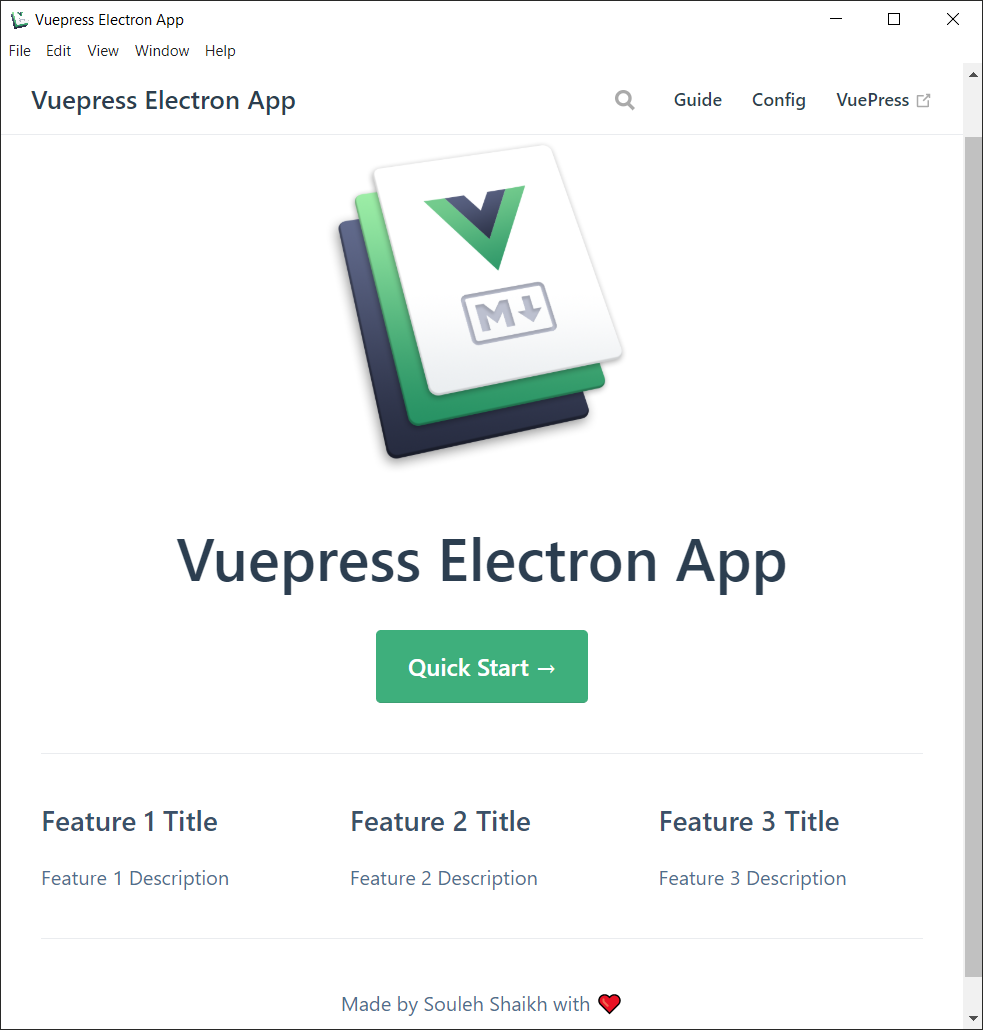 Vuepress Electron App
File Edit View Window Help
Vuepress Electron App Guide Config VuePress
M
Vuepress Electron App
Quick Start →
Feature 1 Title Feature 2 Title Feature 3 Title
Feature 1 Description Feature 2 Description Feature 3 Description
Made by Souleh Shaikh with ❤️